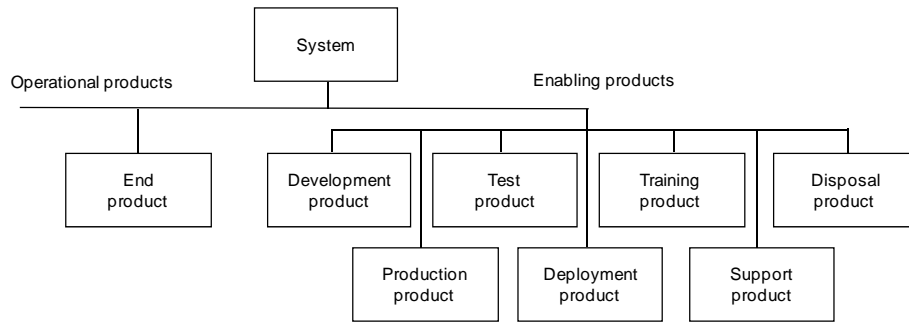 System
Operational products
Enabling products
End
product
Development
product
Test
product
Training
product
Disposal
product
Production
product
Deployment
product
Support
product